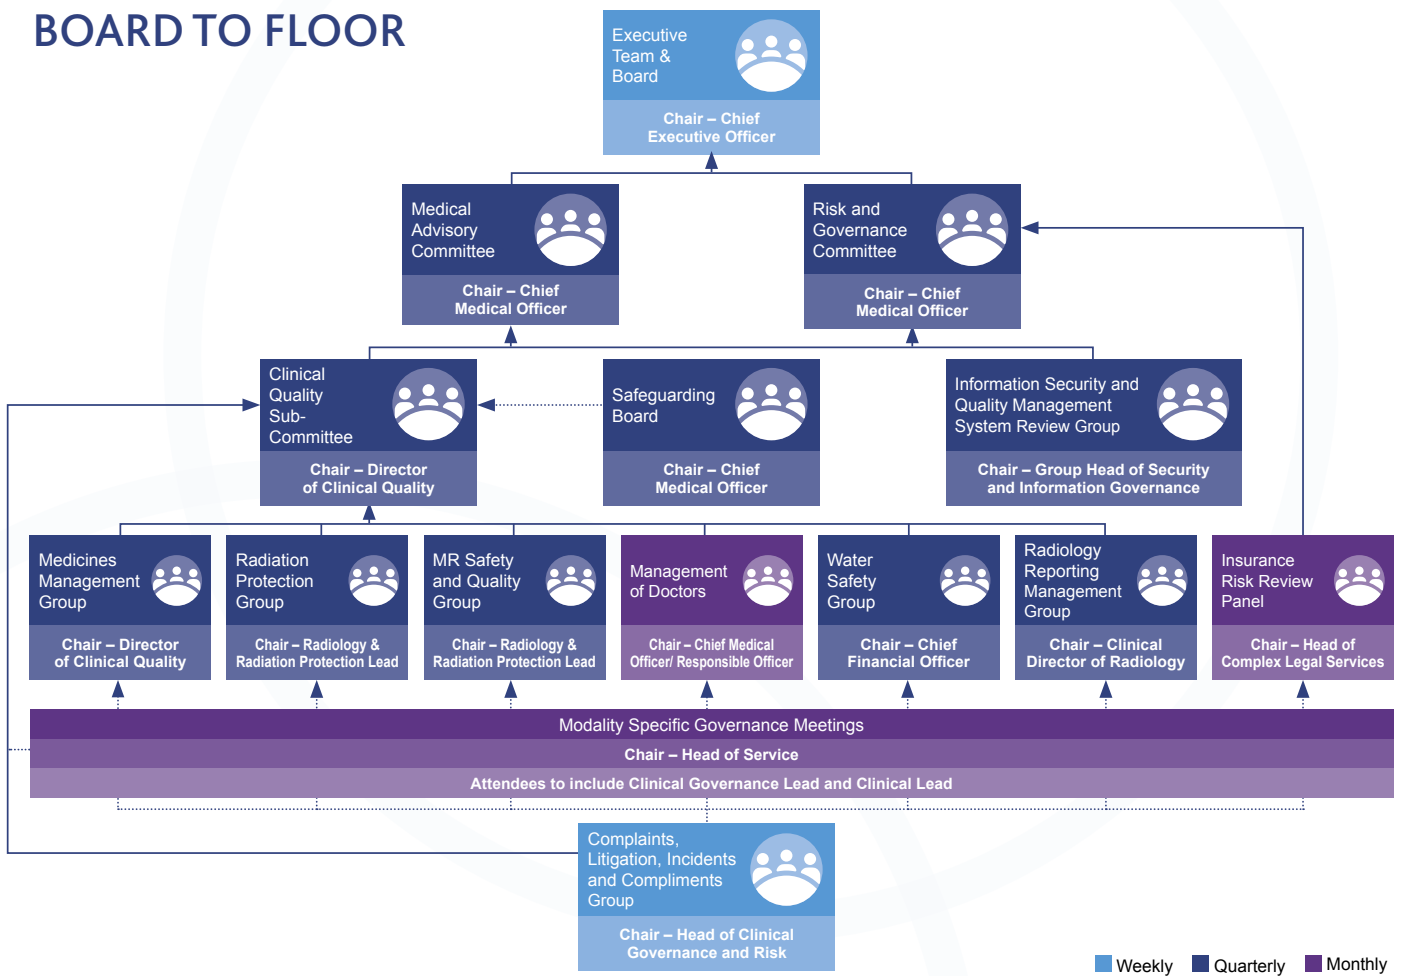 BOARD TO FLOOR
Executive
Team &
Board
Chair – Chief
Executive Officer
Medical
Advisory
Committee
Chair – Chief
Medical Officer
Risk and
Governance
Committee
Chair – Chief
Medical Officer
Clinical
Quality
Sub-
Committee
Chair – Director
of Clinical Quality
Safeguarding
Board
Chair – Chief
Medical Officer
Information Security and
Quality Management
System Review Group
Chair – Group Head of Security
and Information Governance
Medicines
Management
Group
Chair – Director
of Clinical Quality
Radiation
Protection
Group
Chair – Radiology &
Radiation Protection Lead
MR Safety
and Quality
Group
Chair – Radiology &
Radiation Protection Lead
Management
of Doctors
Chair – Chief Medical
Officer/ Responsible Officer
Water
Safety
Group
Chair – Chief
Financial Officer
Radiology
Reporting
Management
Group
Chair – Clinical
Director of Radiology
Insurance
Risk Review
Panel
Chair – Head of
Complex Legal Services
Modality Specific Governance Meetings
Chair – Head of Service
Attendees to include Clinical Governance Lead and Clinical Lead
Complaints,
Litigation, Incidents
and Compliments
Group
Chair – Head of Clinical
Governance and Risk
Weekly Quarterly Monthly